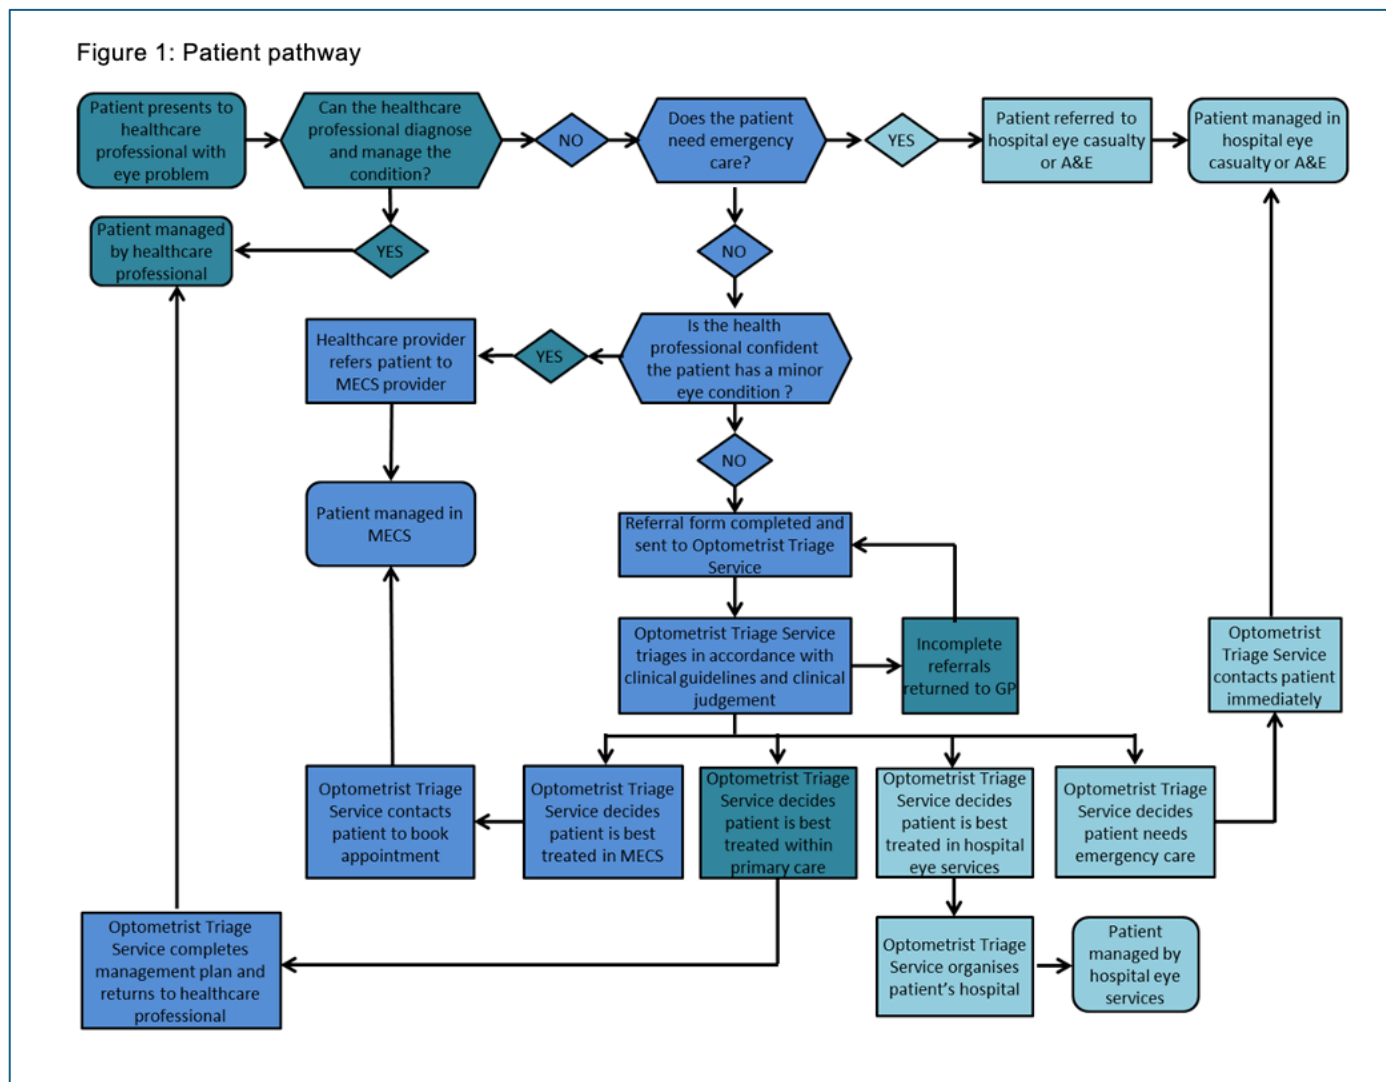 Figure 1: Patient pathway
Patient presents to
healthcare
professional with
eye problem
Can the healthcare
professional diagnose
and manage the
condition?
NO
Does the patient
need emergency
care?
YES
Patient referred to
hospital eye casualty
or A&E
Patient managed in
hospital eye
casualty or A&E
Patient managed
by healthcare
professional
YES
NO
Healthcare provider
refers patient to
MECS provider
YES
Is the health
professional confident
the patient has a minor
eye condition ?
NO
Patient managed in
MECS
Referral form completed and
sent to Optometrist Triage
Service
Optometrist Triage Service
triages in accordance with
clinical guidelines and clinical
judgement
Incomplete
referrals
returned to GP
Optometrist
Triage Service
contacts patient
immediately
Optometrist Triage
Service contacts
patient to book
appointment
Optometrist Triage
Service decides
patient is best
treated in MECS
Optometrist Triage
Service decides
patient is best
treated within
primary care
Optometrist Triage
Service decides
patient is best
treated in hospital
eye services
Optometrist Triage
Service decides
patient needs
emergency care
Optometrist Triage
Service completes
management plan and
returns to healthcare
professional
Optometrist Triage
Service organises
patient's hospital
Patient
managed by
hospital eye
services